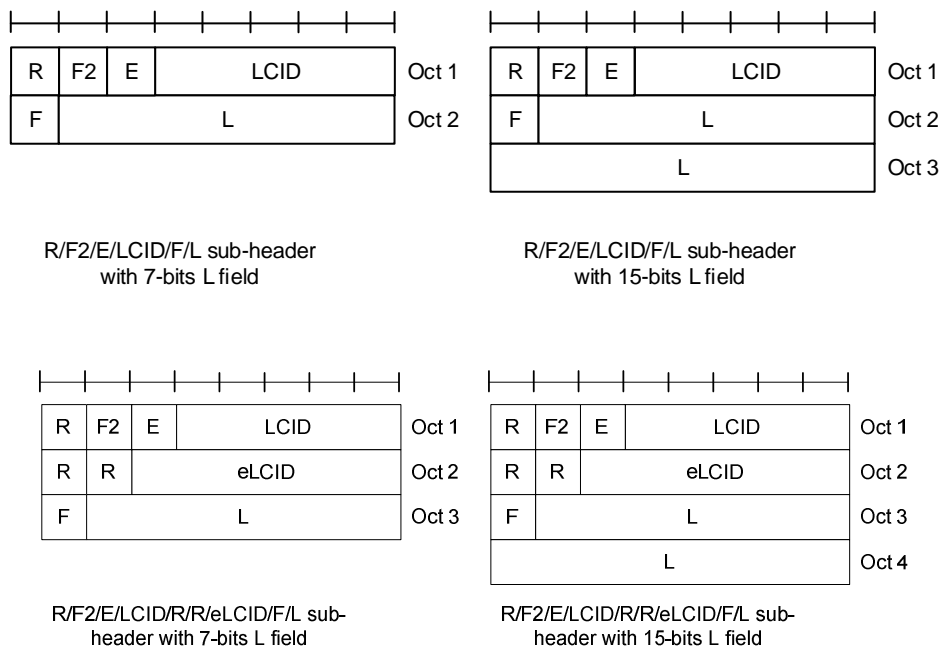 R F2 E LCID Oct 1
F L Oct 2
R/F2/E/LCID/F/L sub-header
with 7-bits L field
R F2 E LCID Oct 1
F L Oct 2
L Oct 3
R/F2/E/LCID/F/L sub-header
with 15-bits L field
R F2 E LCID Oct 1
R R eLCID Oct 2
F L Oct 3
R/F2/E/LCID/R/R/eLCID/F/L sub-
header with 7-bits L field
R F2 E LCID Oct 1
R R eLCID Oct 2
F L Oct 3
L Oct 4
R/F2/E/LCID/R/R/eLCID/F/L sub-
header with 15-bits L field